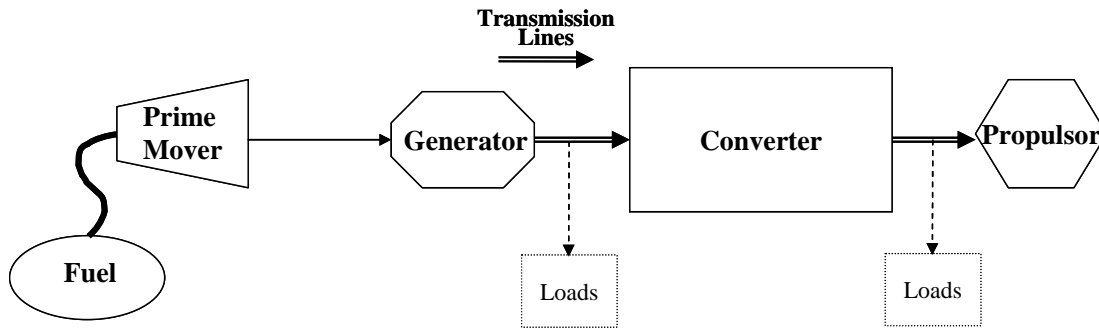 Transmission
Lines
Prime
Mover
Generator
Converter
Propulsor
Fuel
Loads
Loads